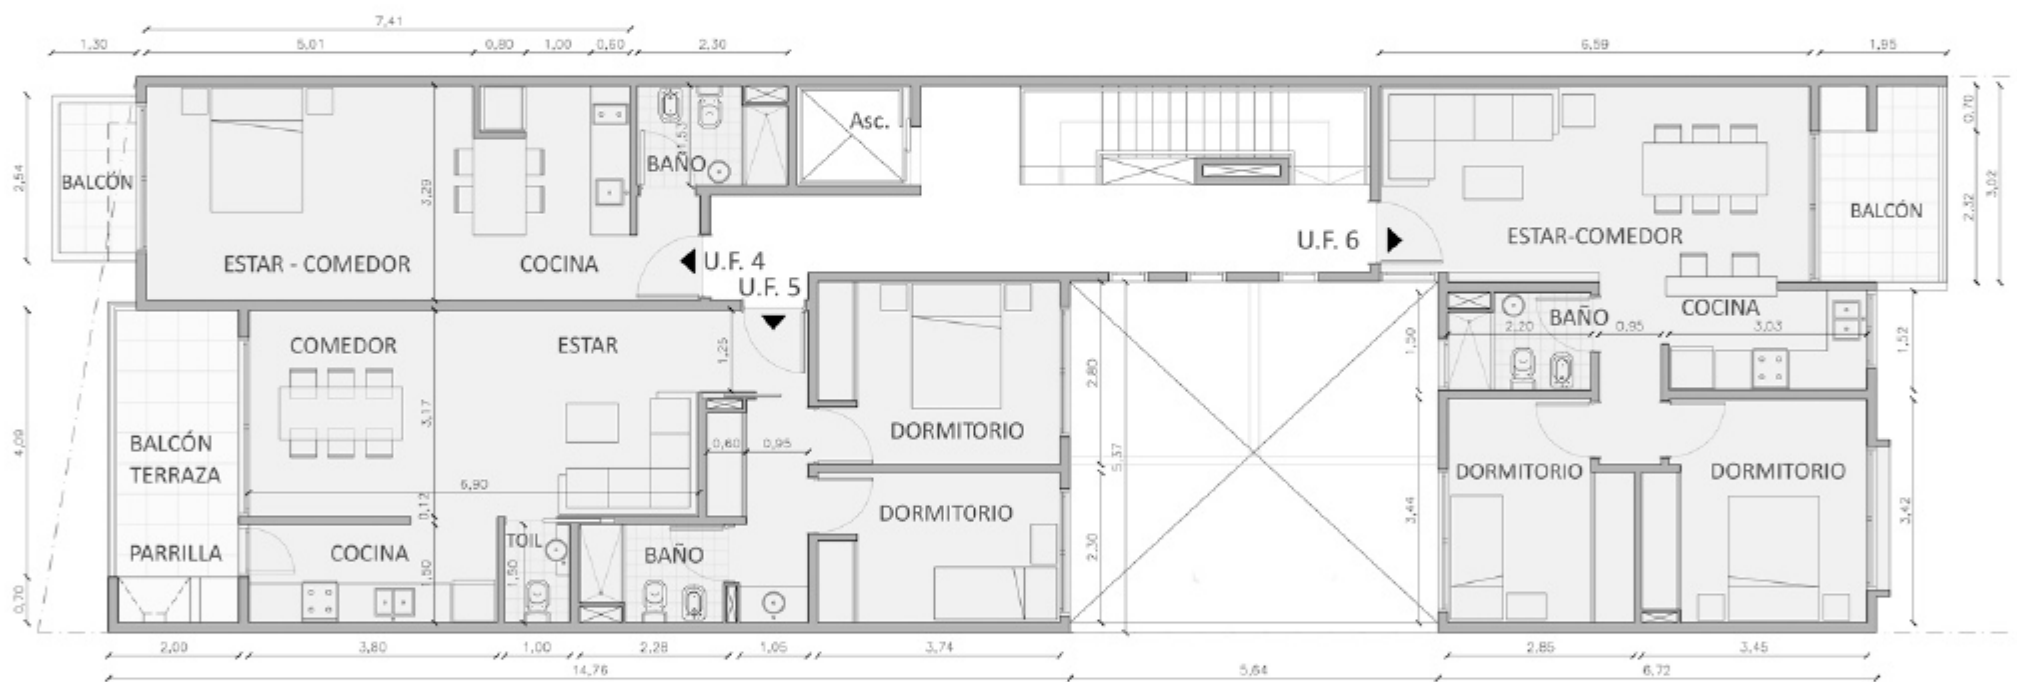 7,41
1,30 5,01 0,80 1,00 0,60 2,30 6,59 1,95
Asc.
BAÑO
1,53
BALCÓN
2,54
3,29
ESTAR - COMEDOR
COCINA
U.F. 4
U.F. 5
U.F. 6
ESTAR-COMEDOR
BALCÓN
0,70
2,32
3,02
COMEDOR
ESTAR
1,25
3,17
4,09
BALCÓN
TERRAZA
PARRILLA
0,70
6,90
0,12
0,60 0,95
COCINA
1,50
TOIL
1,50
BAÑO
DORMITORIO
2,80
DORMITORIO
2,30
5,37
BAÑO
COCINA
2,20 0,95 3,03
1,50
1,52
DORMITORIO
DORMITORIO
3,44
3,42
2,00 3,80 1,00 2,28 1,05 3,74 2,85 3,45
14,76 5,64 6,72